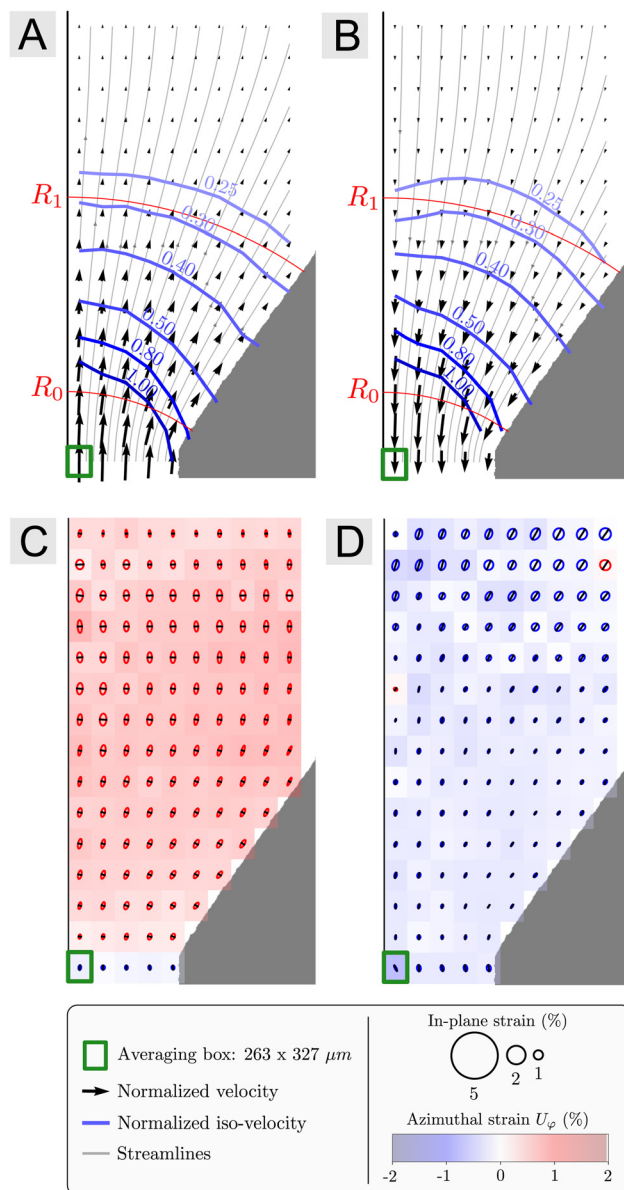 A
B
0.25
0.25
R1
0.30
R1
0.30
0.40
0.40
0.50
0.50
0.80
0.80
R0
1.00
R0
1.00
C
D
In-plane strain (%)
Averaging box: 263 x 327 μm
5 2 1
Normalized velocity
Normalized iso-velocity
Azimuthal strain Uφ (%)
Streamlines
-2 -1 0 1 2